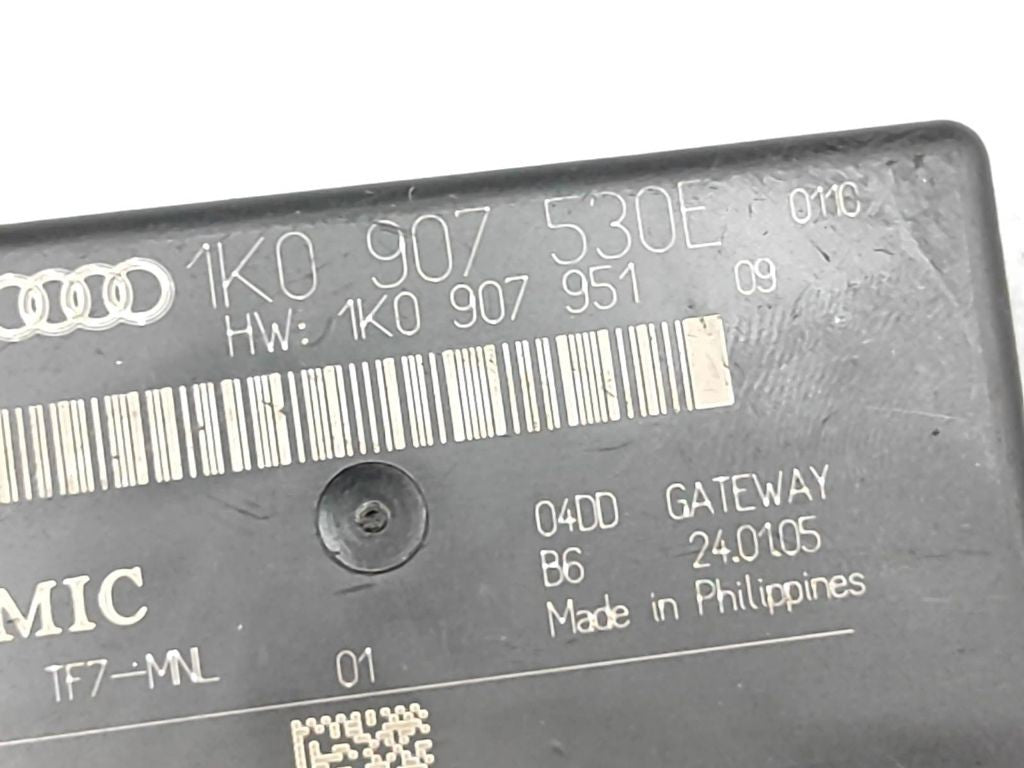 1K0 907 530E 0110
HW: 1K0 907 951 09
04DD GATEWAY
B6 24.01.05
Made in Philippines
MIC
TF7-MNL 01